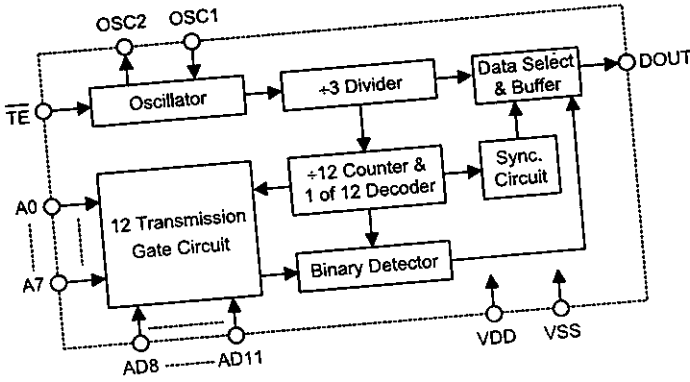 OSC2 OSC1
TE
Oscillator
÷3 Divider
Data Select
& Buffer
DOUT
A0
A7
12 Transmission
Gate Circuit
÷12 Counter &
1 of 12 Decoder
Sync.
Circuit
Binary Detector
AD8 AD11
VDD VSS